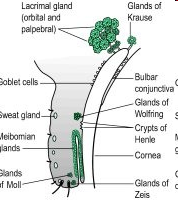 Lacrimal gland
(orbital and
palpebral)
Glands of
Krause
Goblet cells
Bulbar
conjunctiva
Glands of
Wolfring
Sweat gland
Crypts of
Henle
Meibomian
glands
Cornea
Glands
of Moll
Glands of
Zeis